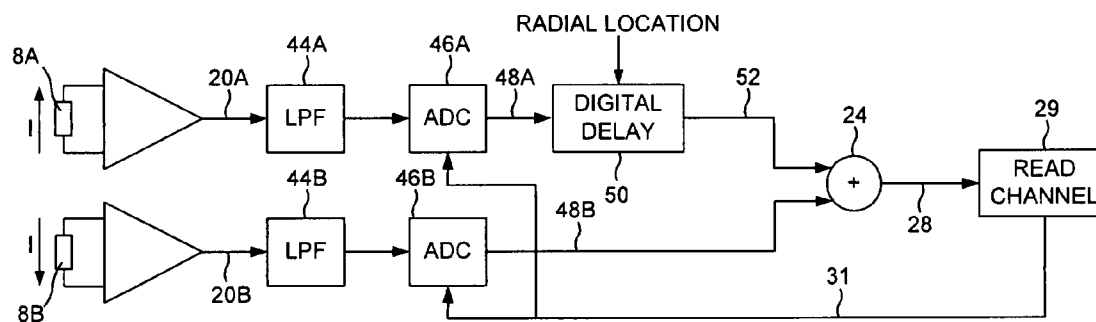 RADIAL LOCATION
8A
20A
44A
46A
48A
52
24
29
I
LPF
ADC
DIGITAL
DELAY
+
READ
CHANNEL
50
28
44B
46B
48B
I
LPF
ADC
8B
20B
31